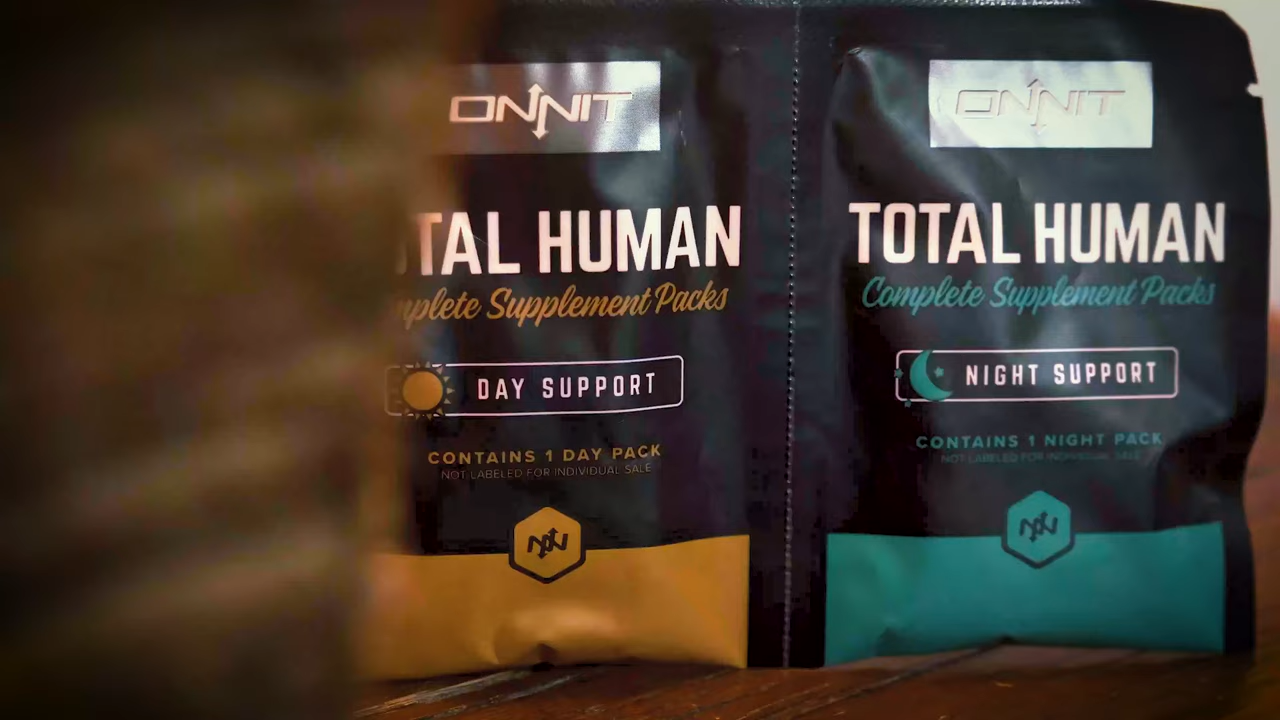 ONNIT
TAL HUMAN
mplete Supplement Packs
DAY SUPPORT
CONTAINS 1 DAY PACK
NOT LABELED FOR INDIVIDUAL SALE
ONNIT
TOTAL HUMAN
Complete Supplement Packs
NIGHT SUPPORT
CONTAINS 1 NIGHT PACK
NOT LABELED FOR INDIVIDUAL SALE